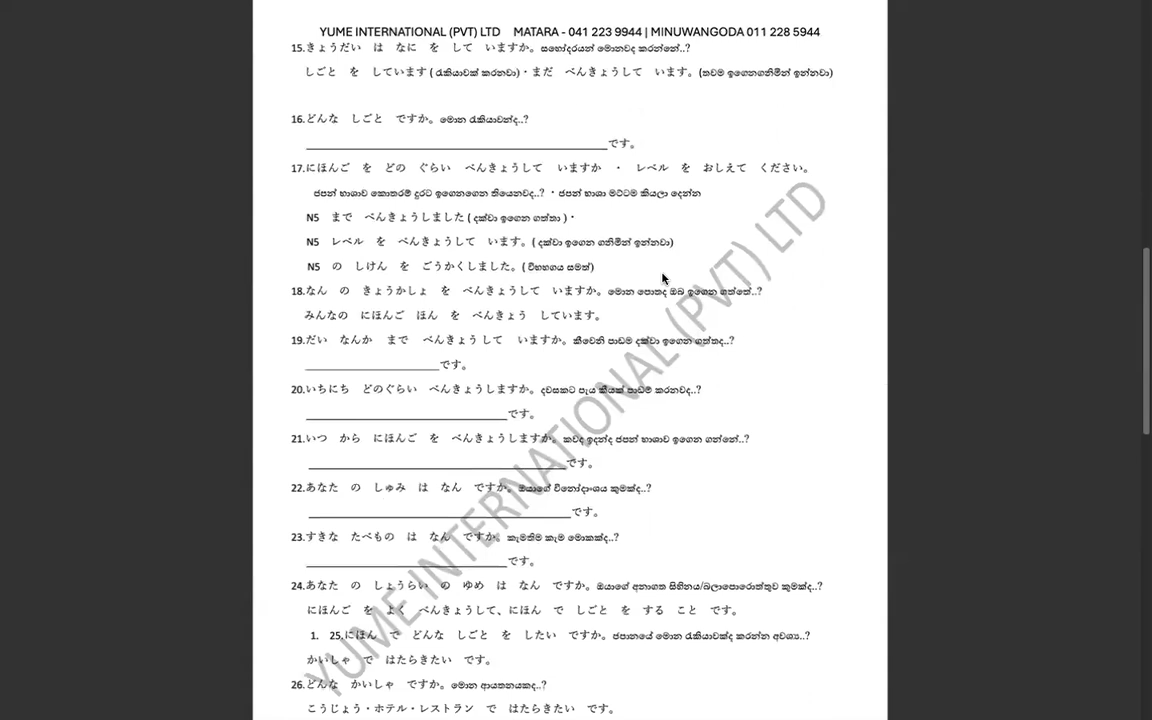 YUME INTERNATIONAL (PVT) LTD MATARA - 041 223 9944 | MINUWANGODA 011 228 5944
15.きょうだい は なに を して いますか。සහෝදරයන් මොනවද කරන්නේ..?
しごと を しています ( රැකියාවක් කරනවා)・まだ べんきょうして います。(තවම ඉගෙනගනිමින් ඉන්නවා)
16.どんな しごと ですか。මොන රැකියාවන්ද..?
です。
17.にほんご を どの ぐらい べんきょうして いますか ・ レベル を おしえて ください。
ජපන් භාශාව කොතරම් දුරට ඉගෙනගෙන තියෙනවද..? ・ජපන් භාශා මට්ටම කියලා දෙන්න
N5 まで べんきょうしました ( දක්වා ඉගෙන ගත්තා )・
N5 レベル を べんきょうして います。( දක්වා ඉගෙන ගනිමින් ඉන්නවා)
N5 の しけん を ごうかくしました。( විභහගය සමත්)
18.なん の きょうかしょ を べんきょうして いますか。මොන පොතද ඔබ ඉගෙන ගත්තේ..?
みんなの にほんご ほん を べんきょう しています。
19.だい なんか まで べんきょう して いますか。කීවෙනි පාඩම දක්වා ඉගෙන ගත්තද..?
です。
20.いちにち どのぐらい べんきょうしますか。දවසකට පැය කීයක් පාඩම් කරනවද..?
です。
21.いつ から にほんご を べんきょうしますか。කවද ඉදන්ද ජපන් භාශාව ඉගෙන ගන්නේ..?
です。
22.あなた の しゅみ は なん ですか。ඔයාගේ විනෝදාංශය කුමක්ද..?
です。
23.すきな たべもの は なん ですか。කැමතිම කෑම මොකක්ද..?
です。
24.あなた の しょうらい の ゆめ は なん ですか。ඔයාගේ අනාගත සිහිනය/බලාපොරොත්තුව කුමක්ද..?
にほんご を よく べんきょうして、にほん で しごと を する こと です。
1. 25.にほん で どんな しごと を したい ですか。ජපානයේ මොන රැකියාවක්ද කරන්න අවශ්‍ය..?
かいしゃ で はたらきたい です。
26.どんな かいしゃ ですか。මොන ආයතනයකද..?
こうじょう・ホテル・レストラン で はたらきたい です。
YUME INTERNATIONAL (PVT) LTD